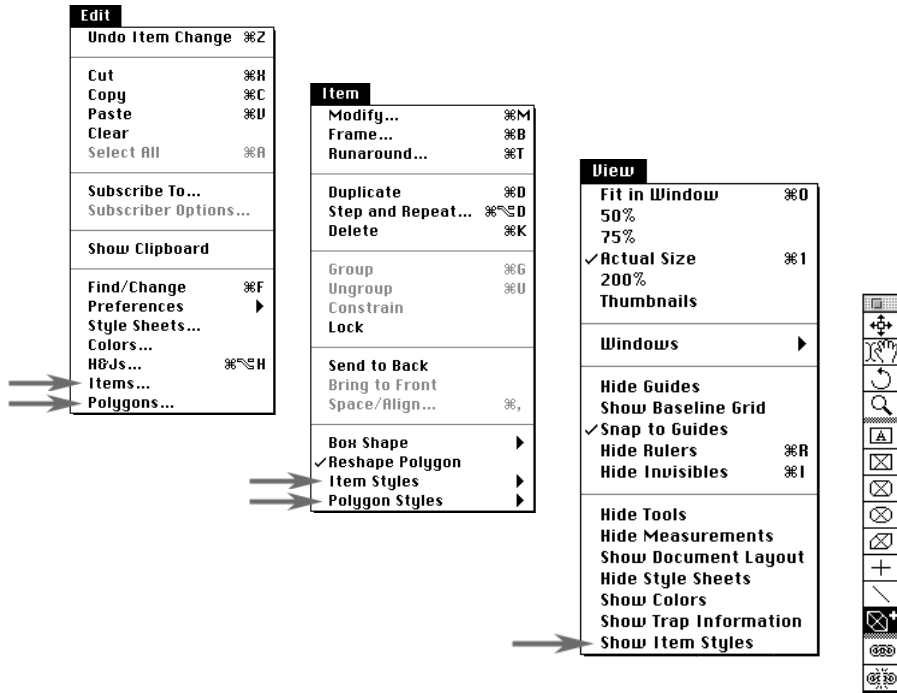 Edit
Undo Item Change ⌘Z
Cut ⌘X
Copy ⌘C
Paste ⌘V
Clear
Select All ⌘A
Subscribe To...
Subscriber Options...
Show Clipboard
Find/Change ⌘F
Preferences ▶
Style Sheets...
Colors...
H&Js... ⌘⌥H
Items...
Polygons...
Item
Modify... ⌘M
Frame... ⌘B
Runaround... ⌘T
Duplicate ⌘D
Step and Repeat... ⌘⌥D
Delete ⌘K
Group ⌘G
Ungroup ⌘U
Constrain
Lock
Send to Back
Bring to Front
Space/Align... ⌘,
Box Shape ▶
✓Reshape Polygon
Item Styles ▶
Polygon Styles ▶
View
Fit in Window ⌘0
50%
75%
✓Actual Size ⌘1
200%
Thumbnails
Windows ▶
Hide Guides
Show Baseline Grid
✓Snap to Guides
Hide Rulers ⌘R
Hide Invisibles ⌘I
Hide Tools
Hide Measurements
Show Document Layout
Hide Style Sheets
Show Colors
Show Trap Information
Show Item Styles
A